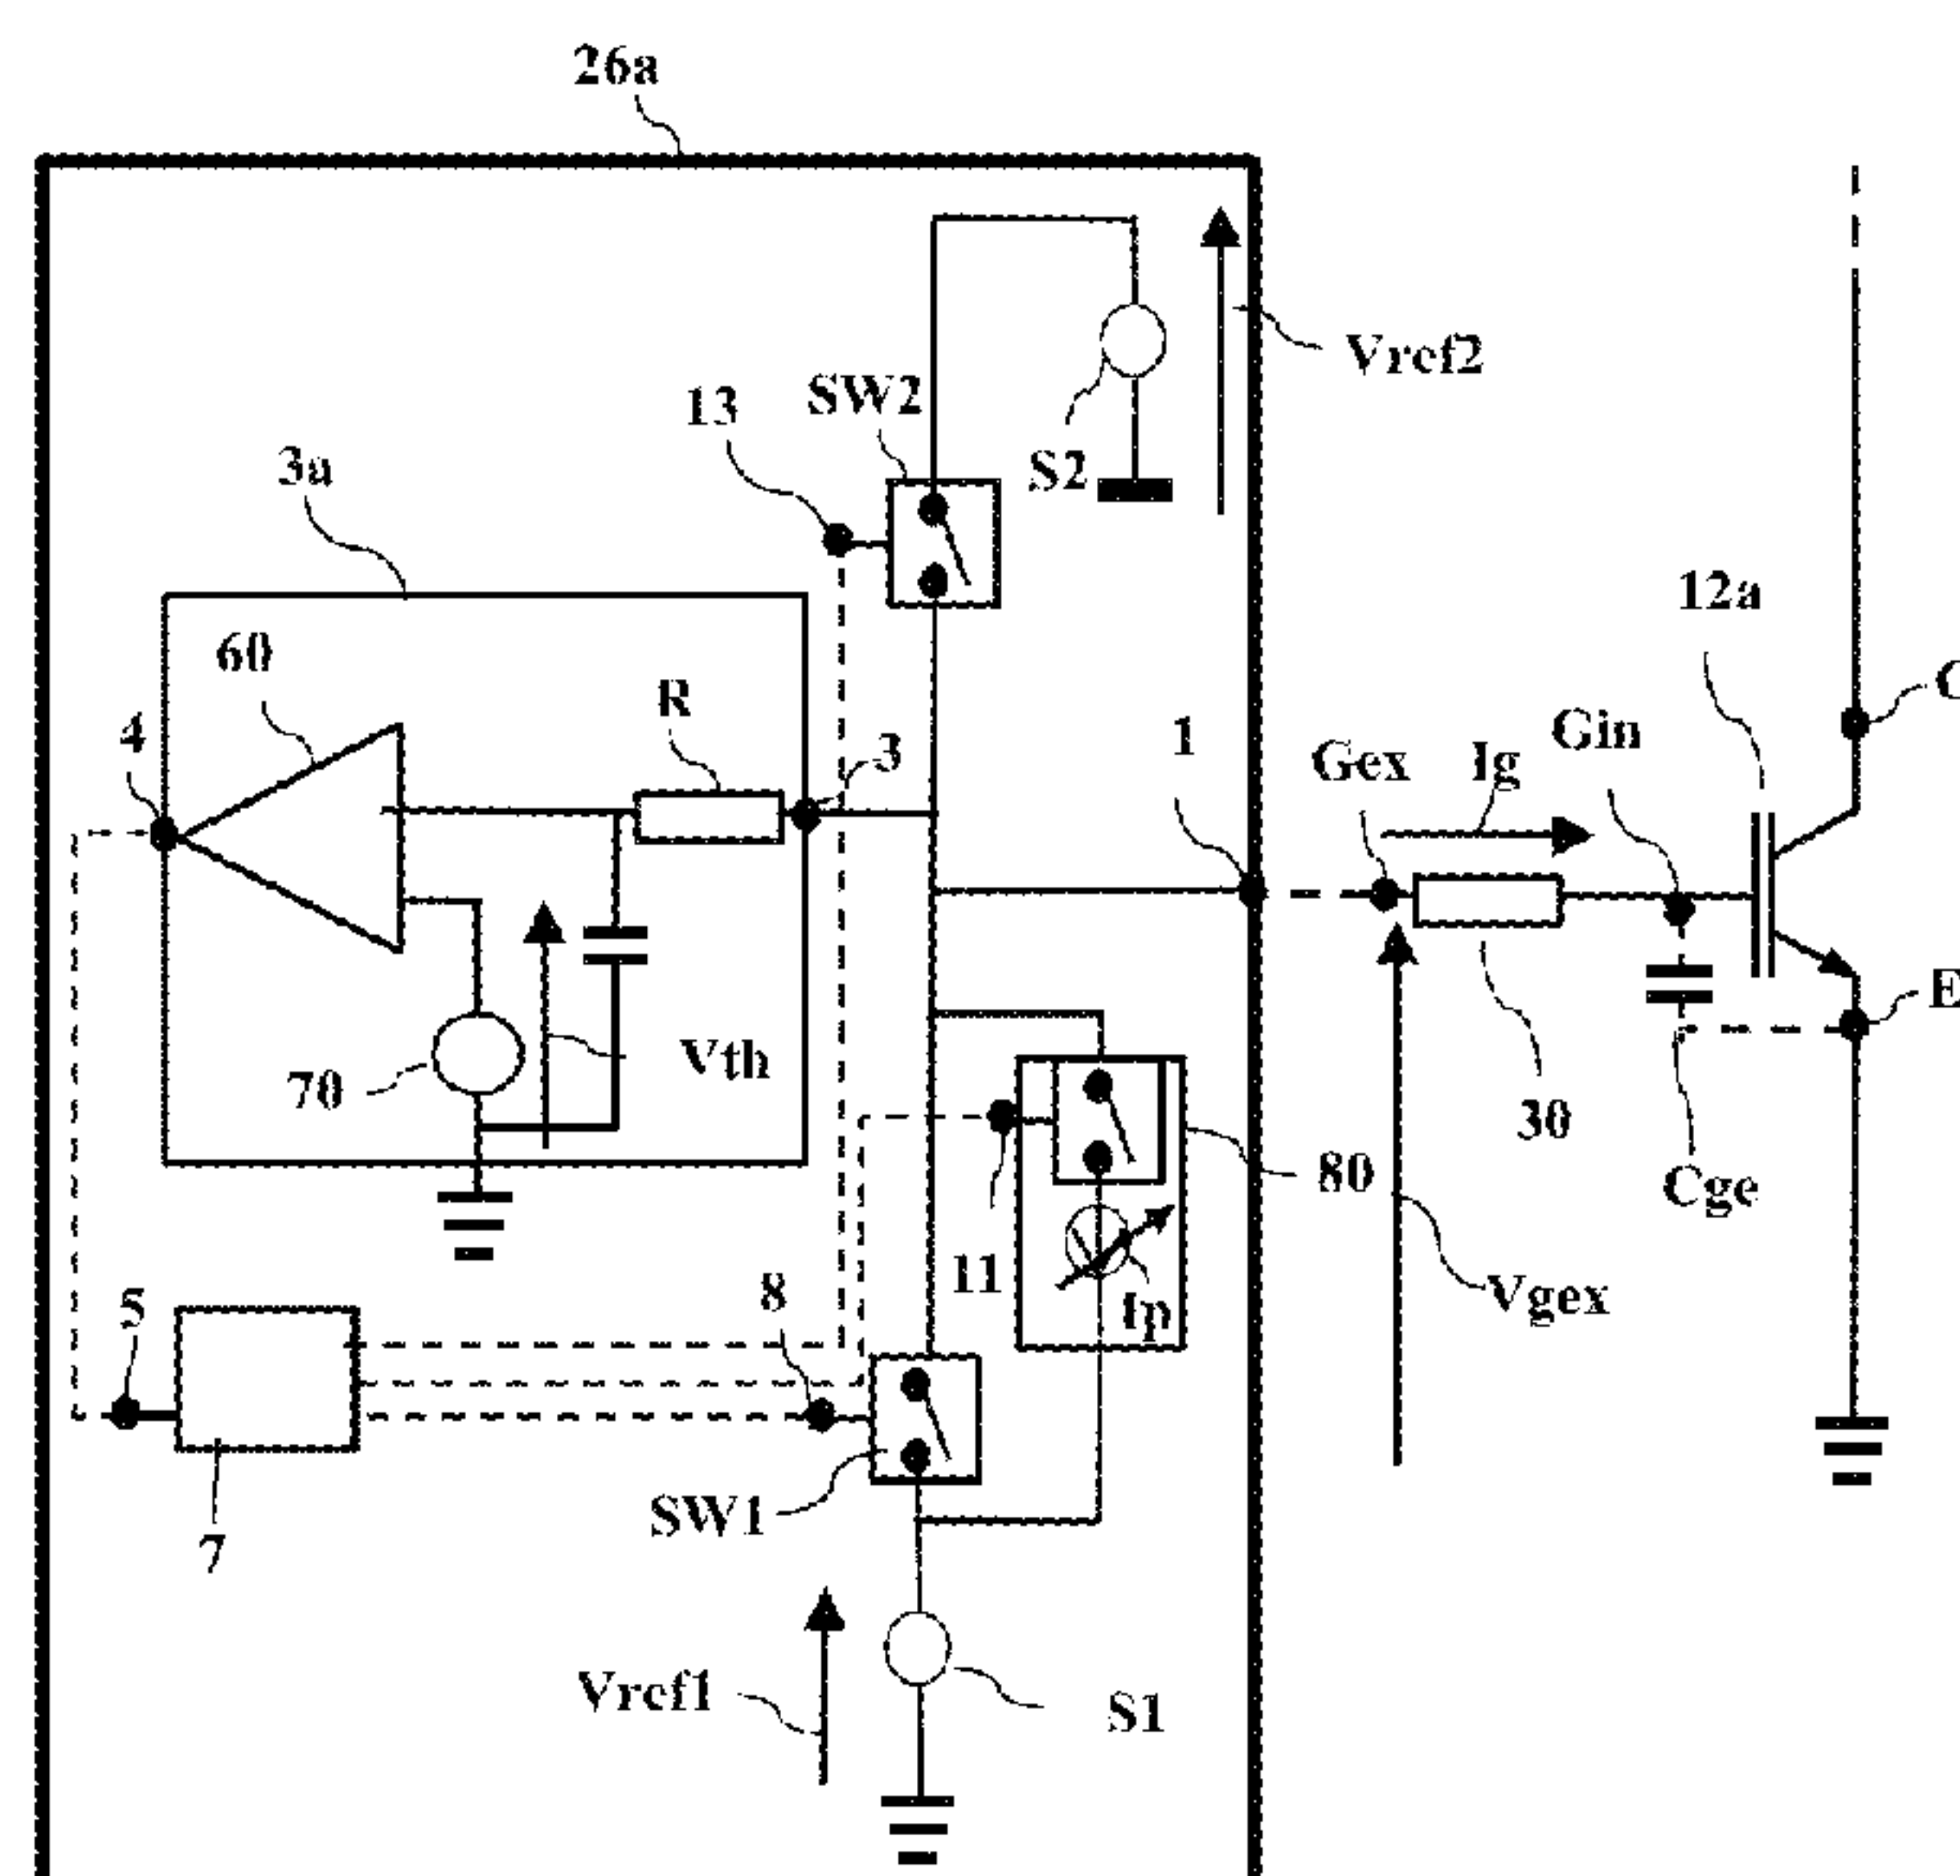 26a
Vref2
SW2
13
S2
3a
12a
60
R
C
4
3
1
Gex
Ig
Gin
E
Vth
70
30
80
Cge
11
8
Ip
Vgex
5
SW1
7
Vref1
S1